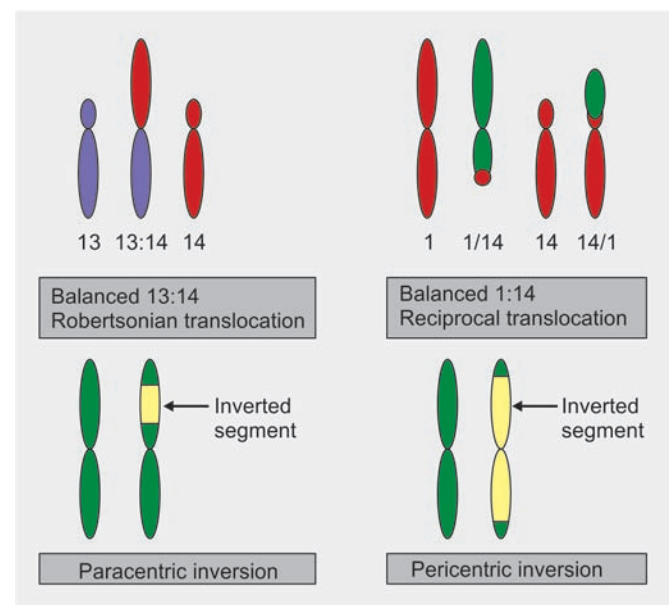 13 13:14 14
1 1/14 14 14/1
Balanced 13:14
Robertsonian translocation
Balanced 1:14
Reciprocal translocation
Inverted
segment
Inverted
segment
Paracentric inversion
Pericentric inversion